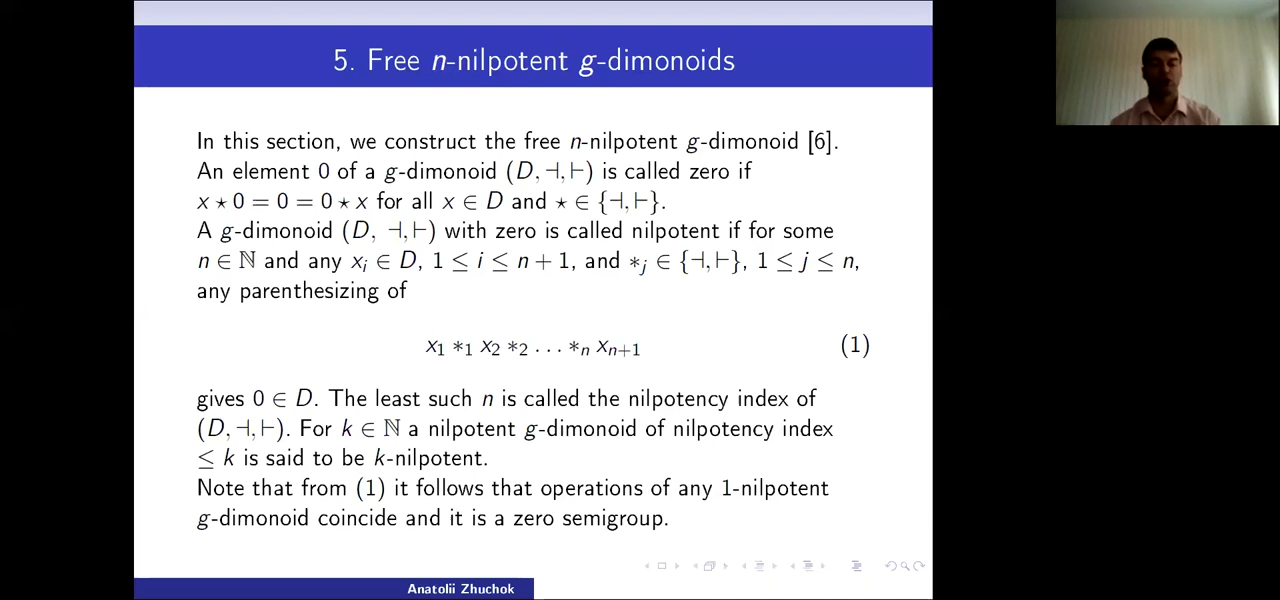 5. Free n-nilpotent g-dimonoids
In this section, we construct the free n-nilpotent g-dimonoid [6].
An element 0 of a g-dimonoid (D, ⊣, ⊢) is called zero if
x ⋆ 0 = 0 = 0 ⋆ x for all x ∈ D and ⋆ ∈ {⊣, ⊢}.
A g-dimonoid (D, ⊣, ⊢) with zero is called nilpotent if for some
n ∈ ℕ and any xᵢ ∈ D, 1 ≤ i ≤ n + 1, and ∗ⱼ ∈ {⊣, ⊢}, 1 ≤ j ≤ n,
any parenthesizing of
x₁ ∗₁ x₂ ∗₂ . . . ∗ₙ xₙ₊₁ (1)
gives 0 ∈ D. The least such n is called the nilpotency index of
(D, ⊣, ⊢). For k ∈ ℕ a nilpotent g-dimonoid of nilpotency index
≤ k is said to be k-nilpotent.
Note that from (1) it follows that operations of any 1-nilpotent
g-dimonoid coincide and it is a zero semigroup.
Anatolii Zhuchok